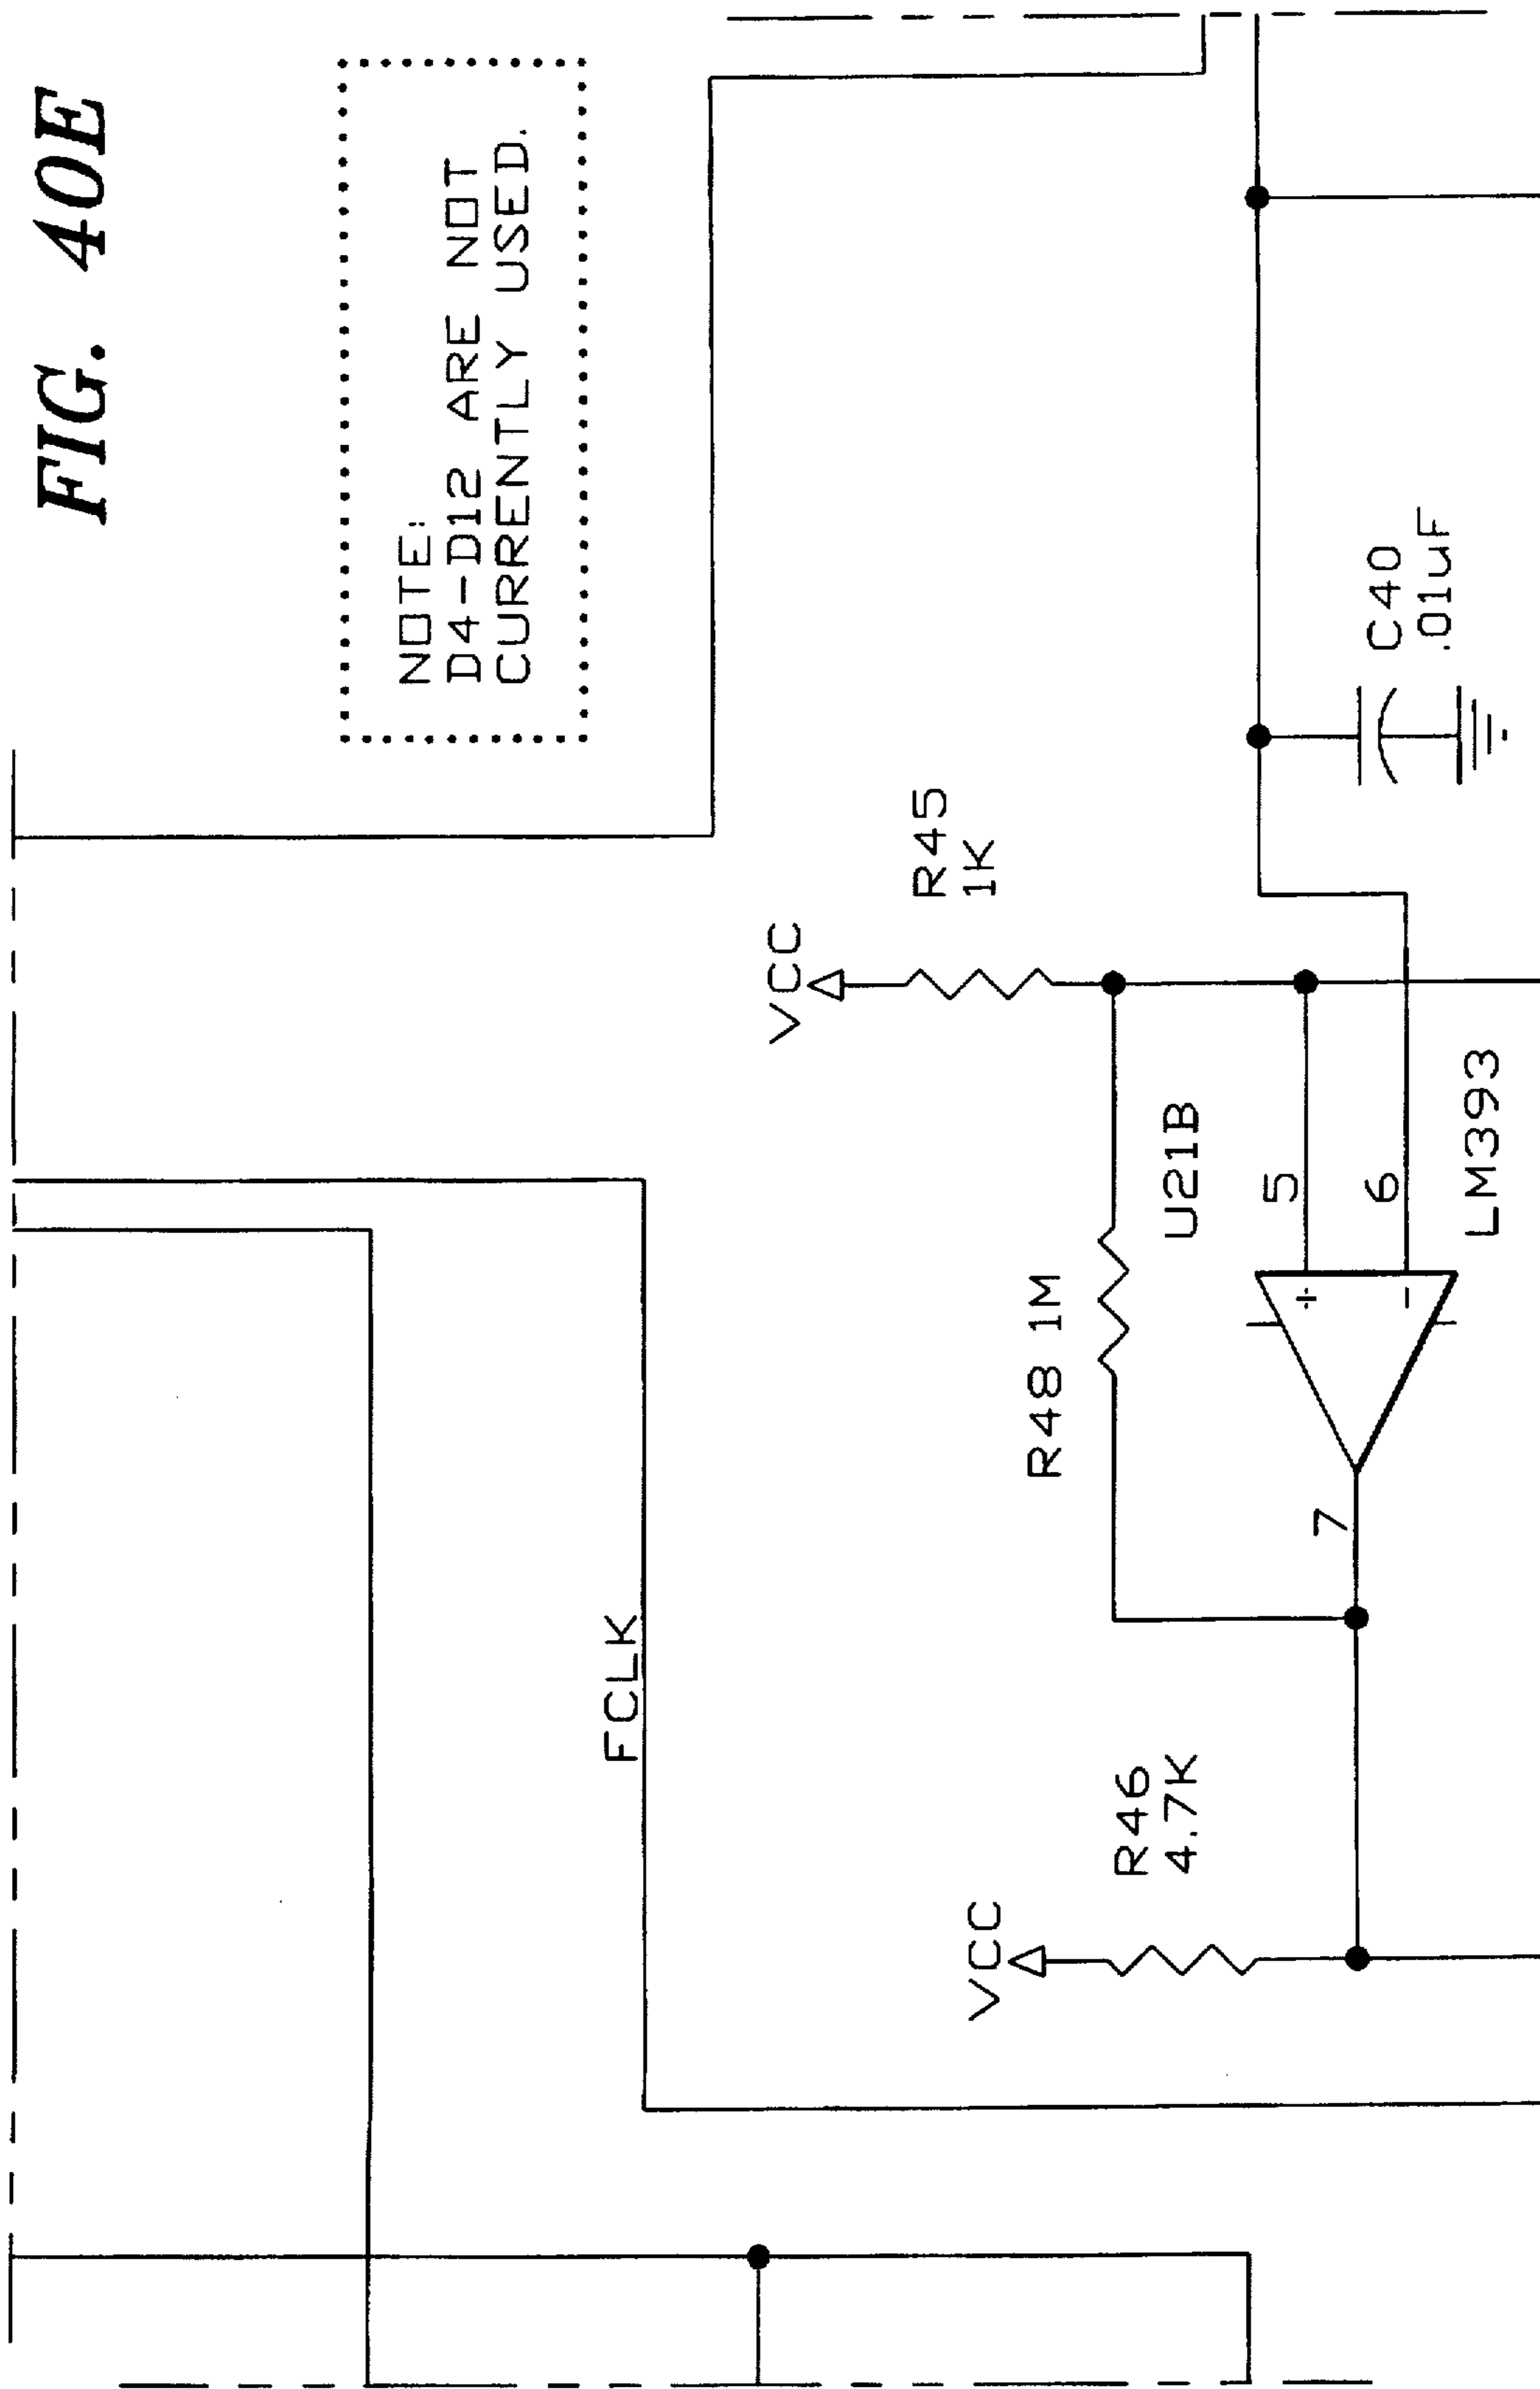 FIG. 40E
NOTE:
D4-D12 ARE NOT
CURRENTLY USED.
FCLK
VCC
R45
1K
VCC
R46
4.7K
R48 1M
U21B
5
6
7
+
-
LM393
C40
.01uF